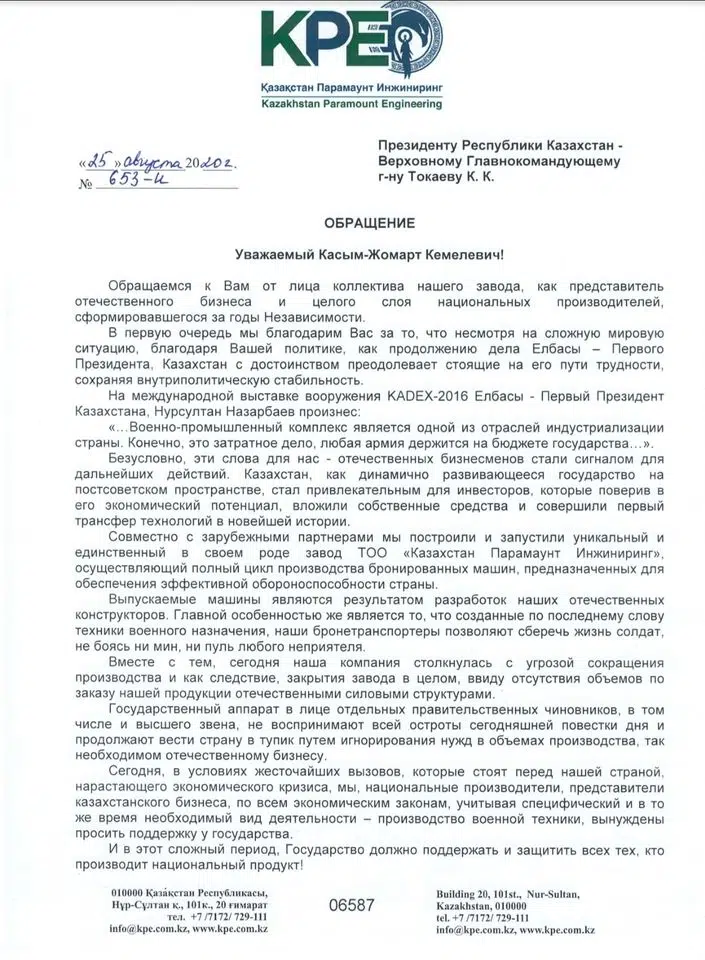 KPE
Қазақстан Парамаунт Инжиниринг
Kazakhstan Paramount Engineering
«25» августа 2020г.
№ 653-и
Президенту Республики Казахстан -
Верховному Главнокомандующему
г-ну Токаеву К. К.
ОБРАЩЕНИЕ
Уважаемый Касым-Жомарт Кемелевич!
Обращаемся к Вам от лица коллектива нашего завода, как представитель
отечественного бизнеса и целого слоя национальных производителей,
сформировавшегося за годы Независимости.
В первую очередь мы благодарим Вас за то, что несмотря на сложную мировую
ситуацию, благодаря Вашей политике, как продолжению дела Елбасы – Первого
Президента, Казахстан с достоинством преодолевает стоящие на его пути трудности,
сохраняя внутриполитическую стабильность.
На международной выставке вооружения KADEX-2016 Елбасы - Первый Президент
Казахстана, Нурсултан Назарбаев произнес:
«…Военно-промышленный комплекс является одной из отраслей индустриализации
страны. Конечно, это затратное дело, любая армия держится на бюджете государства…».
Безусловно, эти слова для нас - отечественных бизнесменов стали сигналом для
дальнейших действий. Казахстан, как динамично развивающееся государство на
постсоветском пространстве, стал привлекательным для инвесторов, которые поверив в
его экономический потенциал, вложили собственные средства и совершили первый
трансфер технологий в новейшей истории.
Совместно с зарубежными партнерами мы построили и запустили уникальный и
единственный в своем роде завод ТОО «Казахстан Парамаунт Инжиниринг»,
осуществляющий полный цикл производства бронированных машин, предназначенных для
обеспечения эффективной обороноспособности страны.
Выпускаемые машины являются результатом разработок наших отечественных
конструкторов. Главной особенностью же является то, что созданные по последнему слову
техники военного назначения, наши бронетранспортеры позволяют сберечь жизнь солдат,
не боясь ни мин, ни пуль любого неприятеля.
Вместе с тем, сегодня наша компания столкнулась с угрозой сокращения
производства и как следствие, закрытия завода в целом, ввиду отсутствия объемов по
заказу нашей продукции отечественными силовыми структурами.
Государственный аппарат в лице отдельных правительственных чиновников, в том
числе и высшего звена, не воспринимают всей остроты сегодняшней повестки дня и
продолжают вести страну в тупик путем игнорирования нужд в объемах производства, так
необходимом отечественному бизнесу.
Сегодня, в условиях жесточайших вызовов, которые стоят перед нашей страной,
нарастающего экономического кризиса, мы, национальные производители, представители
казахстанского бизнеса, по всем экономическим законам, учитывая специфический и в то
же время необходимый вид деятельности – производство военной техники, вынуждены
просить поддержку у государства.
И в этот сложный период, Государство должно поддержать и защитить всех тех, кто
производит национальный продукт!
010000 Қазақстан Республикасы,
Нұр-Сұлтан қ., 101к., 20 ғимарат
тел. +7 /7172/ 729-111
info@kpe.com.kz, www.kpe.com.kz
06587
Building 20, 101st., Nur-Sultan,
Kazakhstan, 010000
tel. +7 /7172/ 729-111
info@kpe.com.kz, www.kpe.com.kz